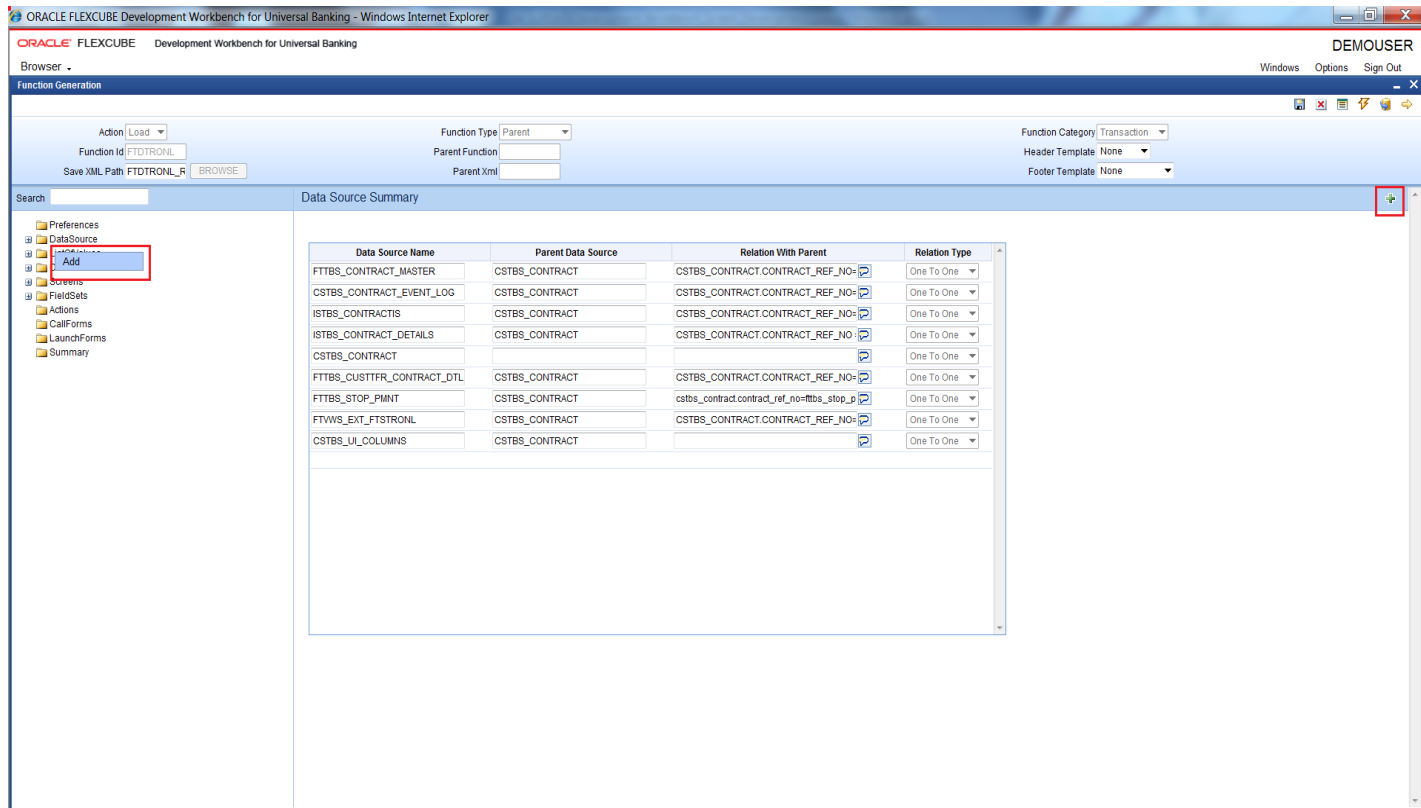 ORACLE FLEXCUBE Development Workbench for Universal Banking - Windows Internet Explorer
ORACLE FLEXCUBE Development Workbench for Universal Banking DEMOUSER
Browser Windows Options Sign Out
Function Generation
Action Load Function Type Parent Function Category Transaction
Function Id FTDTRONL Parent Function Header Template None
Save XML Path FTDTRONL_R BROWSE Parent Xml Footer Template None
Search Data Source Summary
Preferences
DataSource
Add
Screens
FieldSets
Actions
CallForms
LaunchForms
Summary
Data Source Name Parent Data Source Relation With Parent Relation Type
FTTBS_CONTRACT_MASTER CSTBS_CONTRACT CSTBS_CONTRACT.CONTRACT_REF_NO= One To One
CSTBS_CONTRACT_EVENT_LOG CSTBS_CONTRACT CSTBS_CONTRACT.CONTRACT_REF_NO= One To One
ISTBS_CONTRACTIS CSTBS_CONTRACT CSTBS_CONTRACT.CONTRACT_REF_NO= One To One
ISTBS_CONTRACT_DETAILS CSTBS_CONTRACT CSTBS_CONTRACT.CONTRACT_REF_NO One To One
CSTBS_CONTRACT One To One
FTTBS_CUSTTFR_CONTRACT_DTL CSTBS_CONTRACT CSTBS_CONTRACT.CONTRACT_REF_NO= One To One
FTTBS_STOP_PMNT CSTBS_CONTRACT cstbs_contract.contract_ref_no=fttbs_stop_p One To One
FTVWS_EXT_FTSTRONL CSTBS_CONTRACT CSTBS_CONTRACT.CONTRACT_REF_NO= One To One
CSTBS_UI_COLUMNS CSTBS_CONTRACT One To One